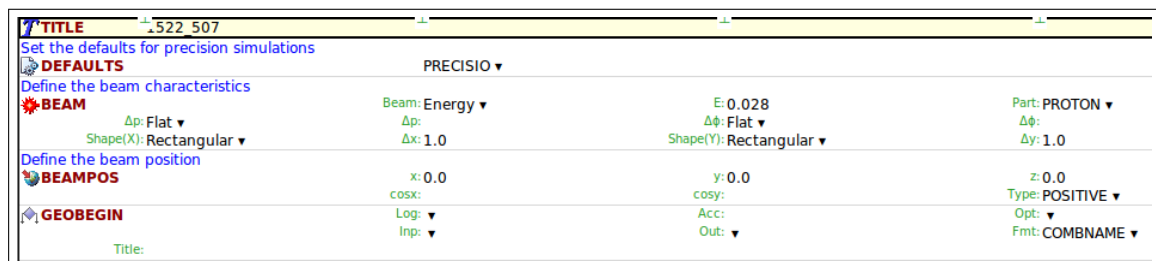 TITLE 1522_507
Set the defaults for precision simulations
DEFAULTS PRECISIO ▼
Define the beam characteristics
BEAM Beam: Energy ▼ E: 0.028 Part: PROTON ▼
Δp: Flat ▼ Δp: Δφ: Flat ▼ Δφ:
Shape(X): Rectangular ▼ Δx: 1.0 Shape(Y): Rectangular ▼ Δy: 1.0
Define the beam position
BEAMPOS x: 0.0 y: 0.0 z: 0.0
cosx: cosy: Type: POSITIVE ▼
GEOBEGIN Log: ▼ Acc: Opt: ▼
Inp: ▼ Out: ▼ Fmt: COMBNAME ▼
Title: